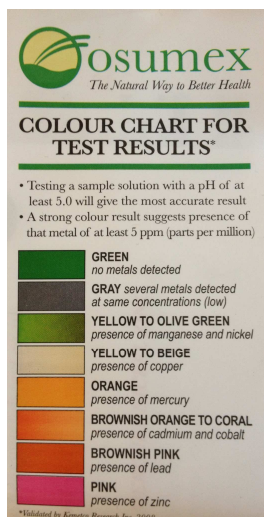 osumex
The Natural Way to Better Health
COLOUR CHART FOR
TEST RESULTS*
• Testing a sample solution with a pH of at
least 5.0 will give the most accurate result
• A strong colour result suggests presence of
that metal of at least 5 ppm (parts per million)
GREEN
no metals detected
GRAY several metals detected
at same concentrations (low)
YELLOW TO OLIVE GREEN
presence of manganese and nickel
YELLOW TO BEIGE
presence of copper
ORANGE
presence of mercury
BROWNISH ORANGE TO CORAL
presence of cadmium and cobalt
BROWNISH PINK
presence of lead
PINK
presence of zinc
*Validated by Research Inc.